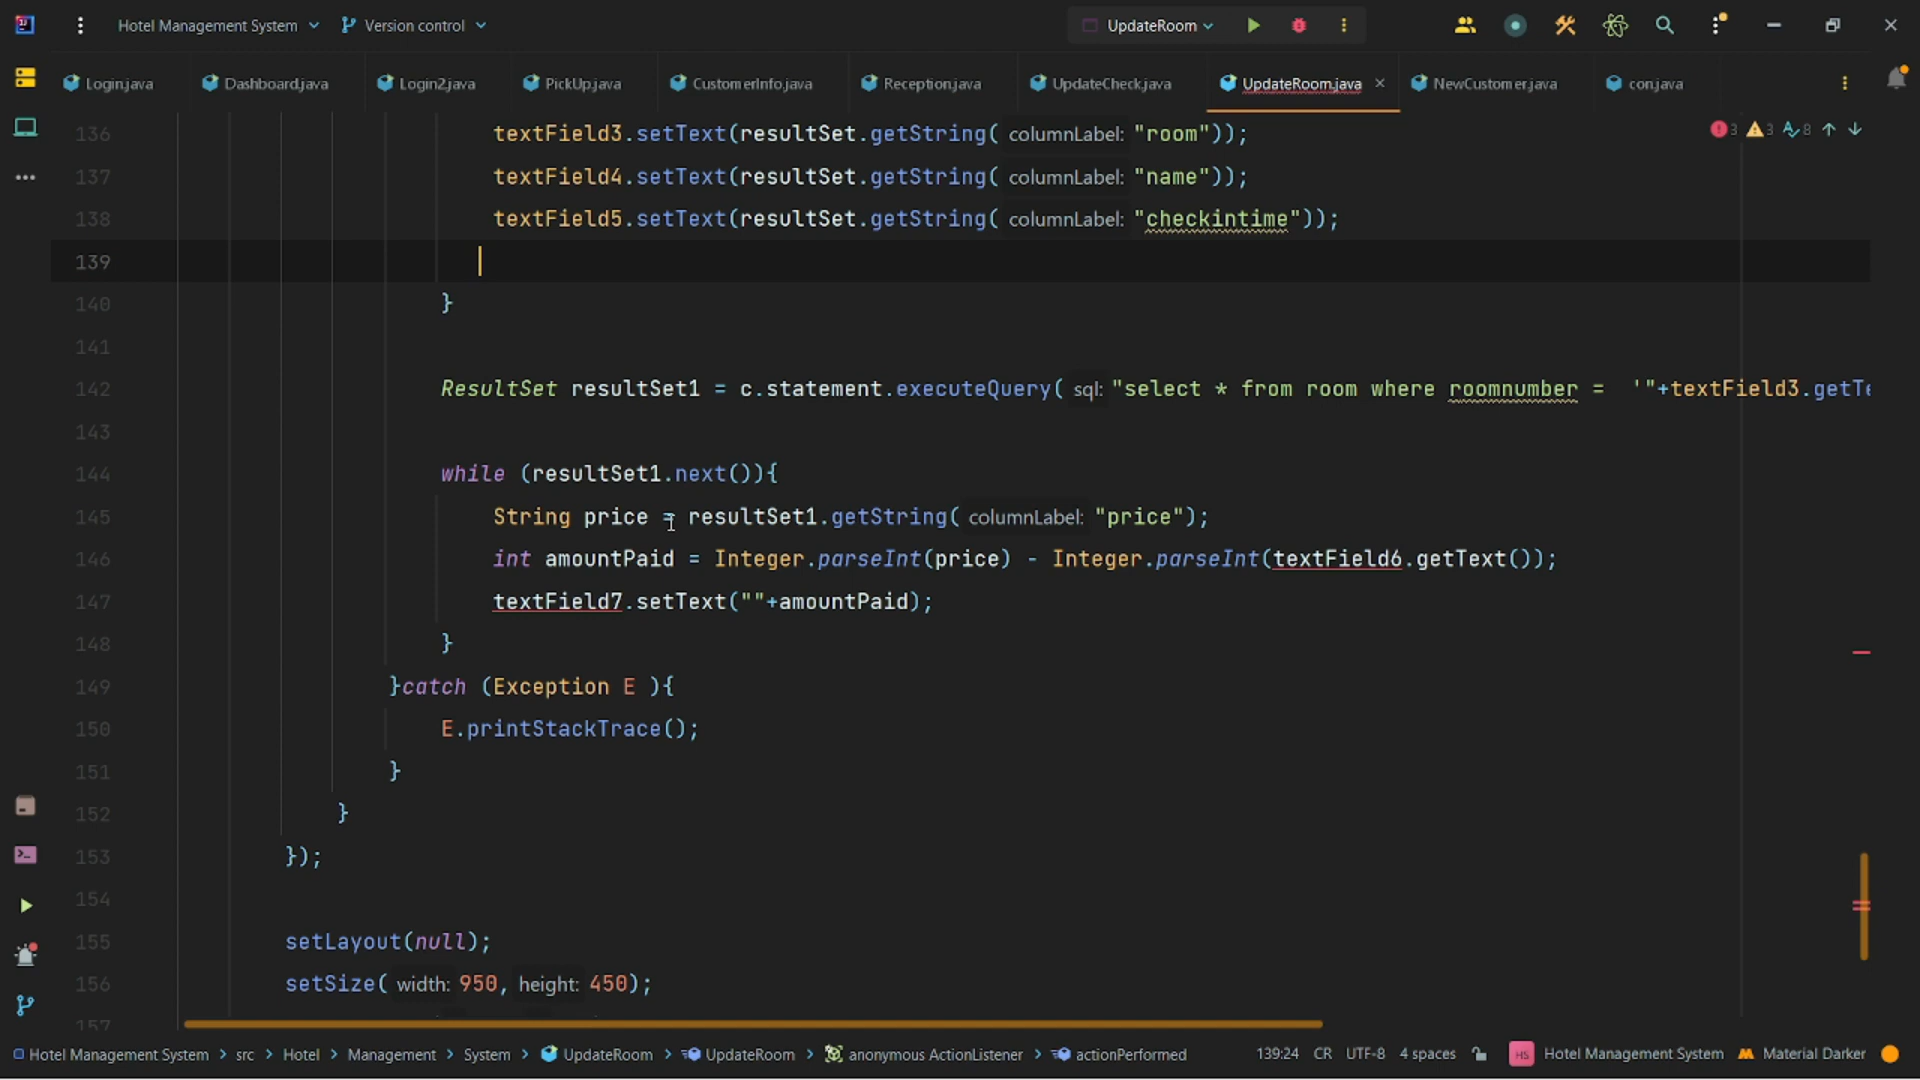 Hotel Management System
Version control
UpdateRoom
Login.java
Dashboard.java
Login2.java
PickUp.java
CustomerInfo.java
Reception.java
UpdateCheck.java
UpdateRoom.java
NewCustomer.java
con.java
3 3 8
136 textField3.setText(resultSet.getString( columnLabel: "room"));
137 textField4.setText(resultSet.getString( columnLabel: "name"));
138 textField5.setText(resultSet.getString( columnLabel: "checkintime"));
139
140 }
141
142 ResultSet resultSet1 = c.statement.executeQuery( sql: "select * from room where roomnumber =  '"+textField3.getTe
143
144 while (resultSet1.next()){
145 String price = resultSet1.getString( columnLabel: "price");
146 int amountPaid = Integer.parseInt(price) - Integer.parseInt(textField6.getText());
147 textField7.setText(""+amountPaid);
148 }
149 }catch (Exception E ){
150 E.printStackTrace();
151 }
152 }
153 });
154
155 setLayout(null);
156 setSize( width: 950, height: 450);
157
Hotel Management System > src > Hotel > Management > System > UpdateRoom > UpdateRoom > anonymous ActionListener > actionPerformed
139:24 CR UTF-8 4 spaces HS Hotel Management System Material Darker